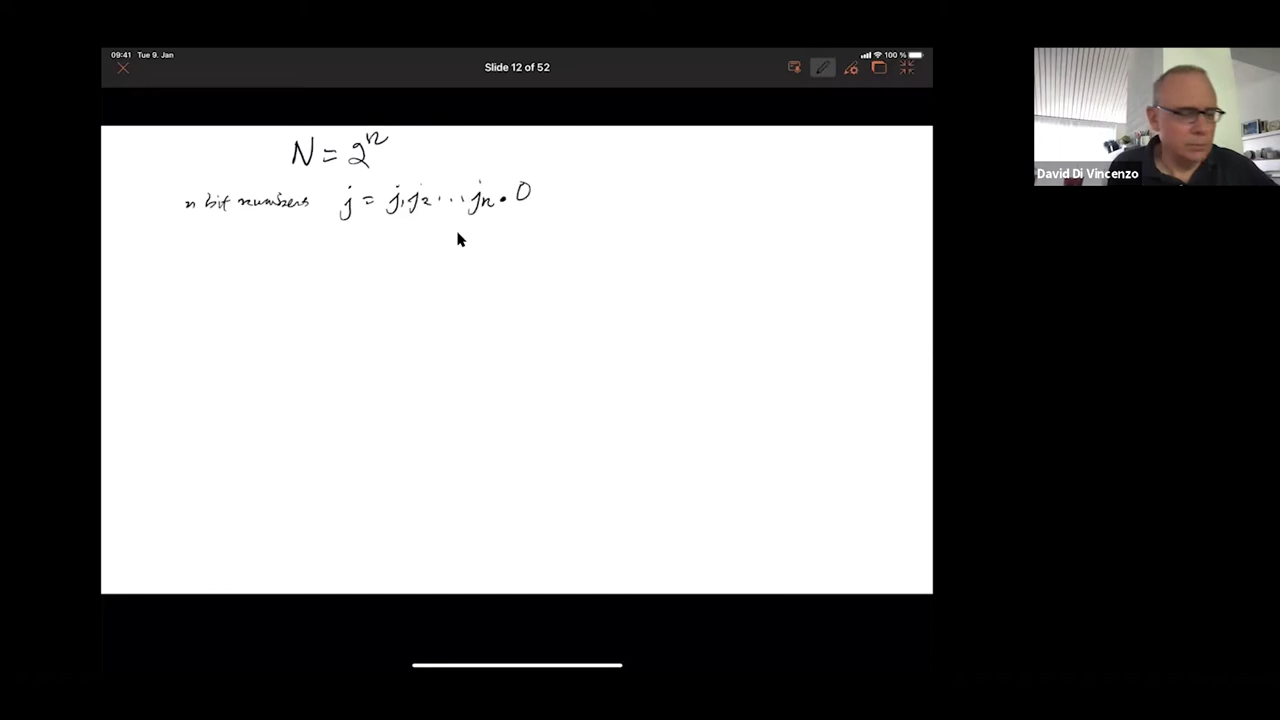 09:41 Tue 9. Jan
100 %
Slide 12 of 52
N = 2^n
n bit numbers j = j₁j₂...jn.0
David Di Vincenzo